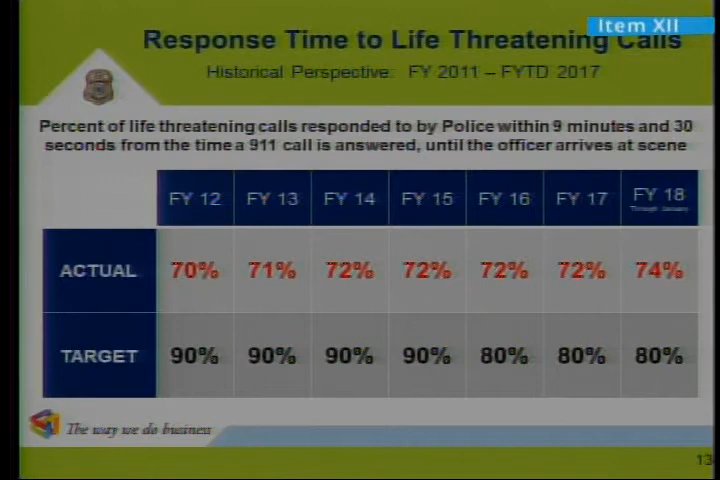 Item XII
Response Time to Life Threatening Calls
Historical Perspective: FY 2011 – FYTD 2017
Percent of life threatening calls responded to by Police within 9 minutes and 30
seconds from the time a 911 call is answered, until the officer arrives at scene
FY 12 FY 13 FY 14 FY 15 FY 16 FY 17 FY 18
Through January
ACTUAL 70% 71% 72% 72% 72% 72% 74%
TARGET 90% 90% 90% 90% 80% 80% 80%
The way we do business
13